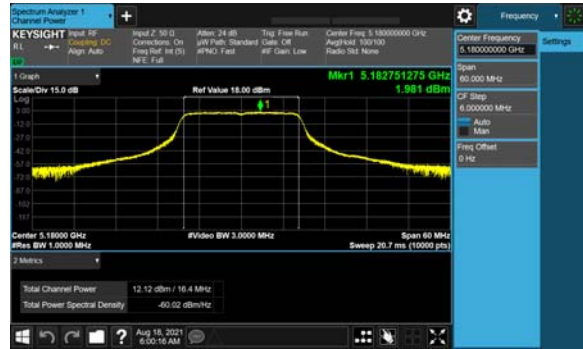 Spectrum Analyzer 1
Channel Power
Frequency
KEYSIGHT
Input: RF
Coupling: DC
Align: Auto
Input Z: 50 Ω
Corrections: On
Freq Ref: Int (S)
NFE: Full
Atten: 24 dB
µW Path: Standard
#PNO: Fast
Trig: Free Run
Gate: Off
#IF Gain: Low
Center Freq: 5.180000000 GHz
Avg|Hold: 100/100
Radio Std: None
RL
Center Frequency
5.180000000 GHz
Settings
Span
60.000 MHz
CF Step
6.000000 MHz
Auto
Man
Freq Offset
0 Hz
1 Graph
Scale/Div 15.0 dB
Ref Value 18.00 dBm
Mkr1 5.182751275 GHz
1.981 dBm
Log
1
3.00
-12.0
-27.0
-42.0
-57.0
-72.0
-87.0
-102
-117
Center 5.18000 GHz
#Video BW 3.0000 MHz
Span 60 MHz
#Res BW 1.0000 MHz
Sweep 20.7 ms (10000 pts)
2 Metrics
Total Channel Power
12.12 dBm / 16.4 MHz
Total Power Spectral Density
-60.02 dBm/Hz
?
Aug 18, 2021
6:00:16 AM